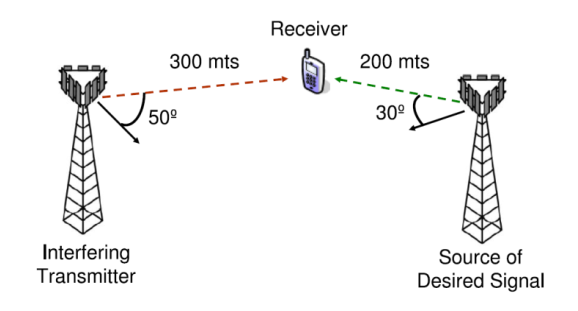 Receiver
300 mts
200 mts
50º
30º
Interfering
Transmitter
Source of
Desired Signal